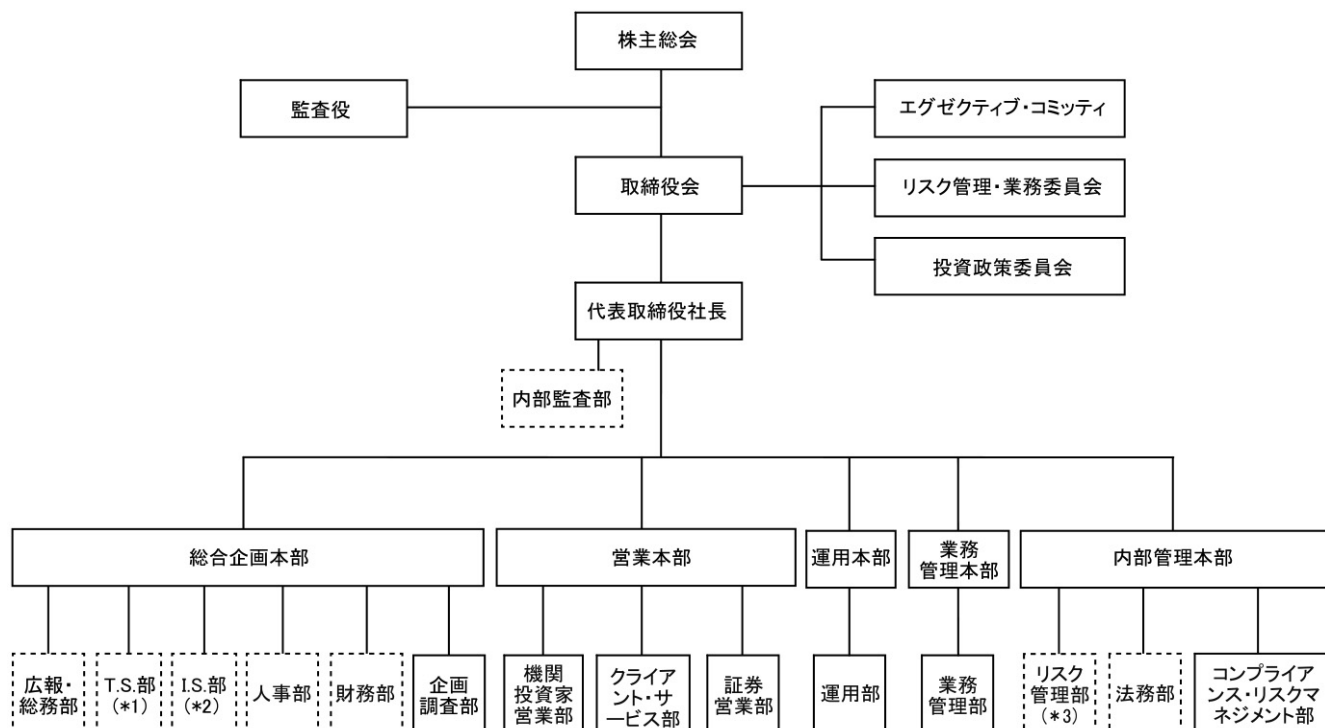 株主総会
監査役
エグゼクティブ・コミッティ
取締役会
リスク管理・業務委員会
投資政策委員会
代表取締役社長
内部監査部
総合企画本部
営業本部
運用本部
業務
管理本部
内部管理本部
広報・
総務部
T.S.部
(*1)
I.S.部
(*2)
人事部
財務部
企画
調査部
機関
投資家
営業部
クライア
ント・サ
ービス部
証券
営業部
運用部
業務
管理部
リスク
管理部
(*3)
法務部
コンプライア
ンス・リスクマ
ネジメント部